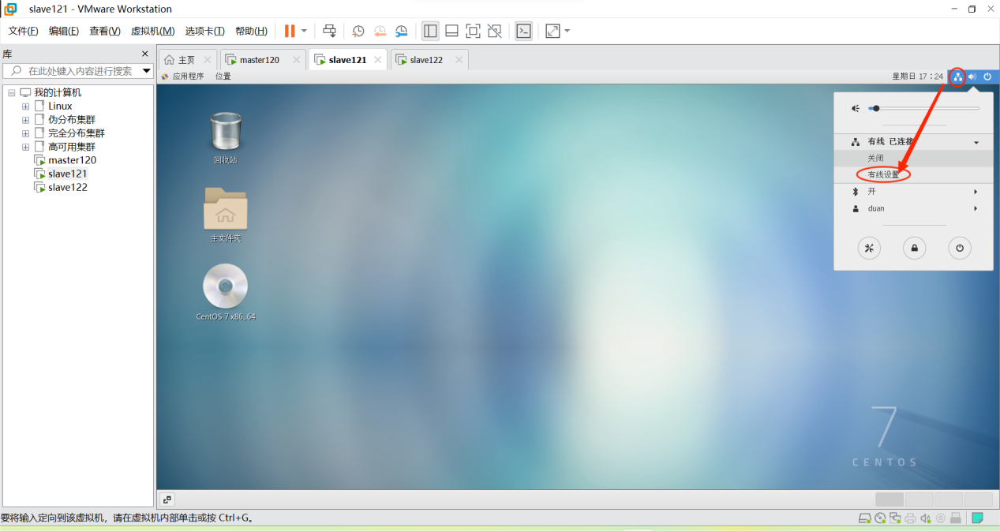 slave121 - VMware Workstation
文件(F) 编辑(E) 查看(V) 虚拟机(M) 选项卡(T) 帮助(H)
库
在此处键入内容进行搜索
我的计算机
Linux
伪分布集群
完全分布集群
高可用集群
master120
slave121
slave122
主页 master120 slave121 slave122
应用程序 位置 星期日 17:24
回收站
主文件夹
CentOS 7 x86_64
有线 已连接
关闭
有线设置
开
duan
7
CENTOS
要将输入定向到该虚拟机，请在虚拟机内部单击或按 Ctrl+G。